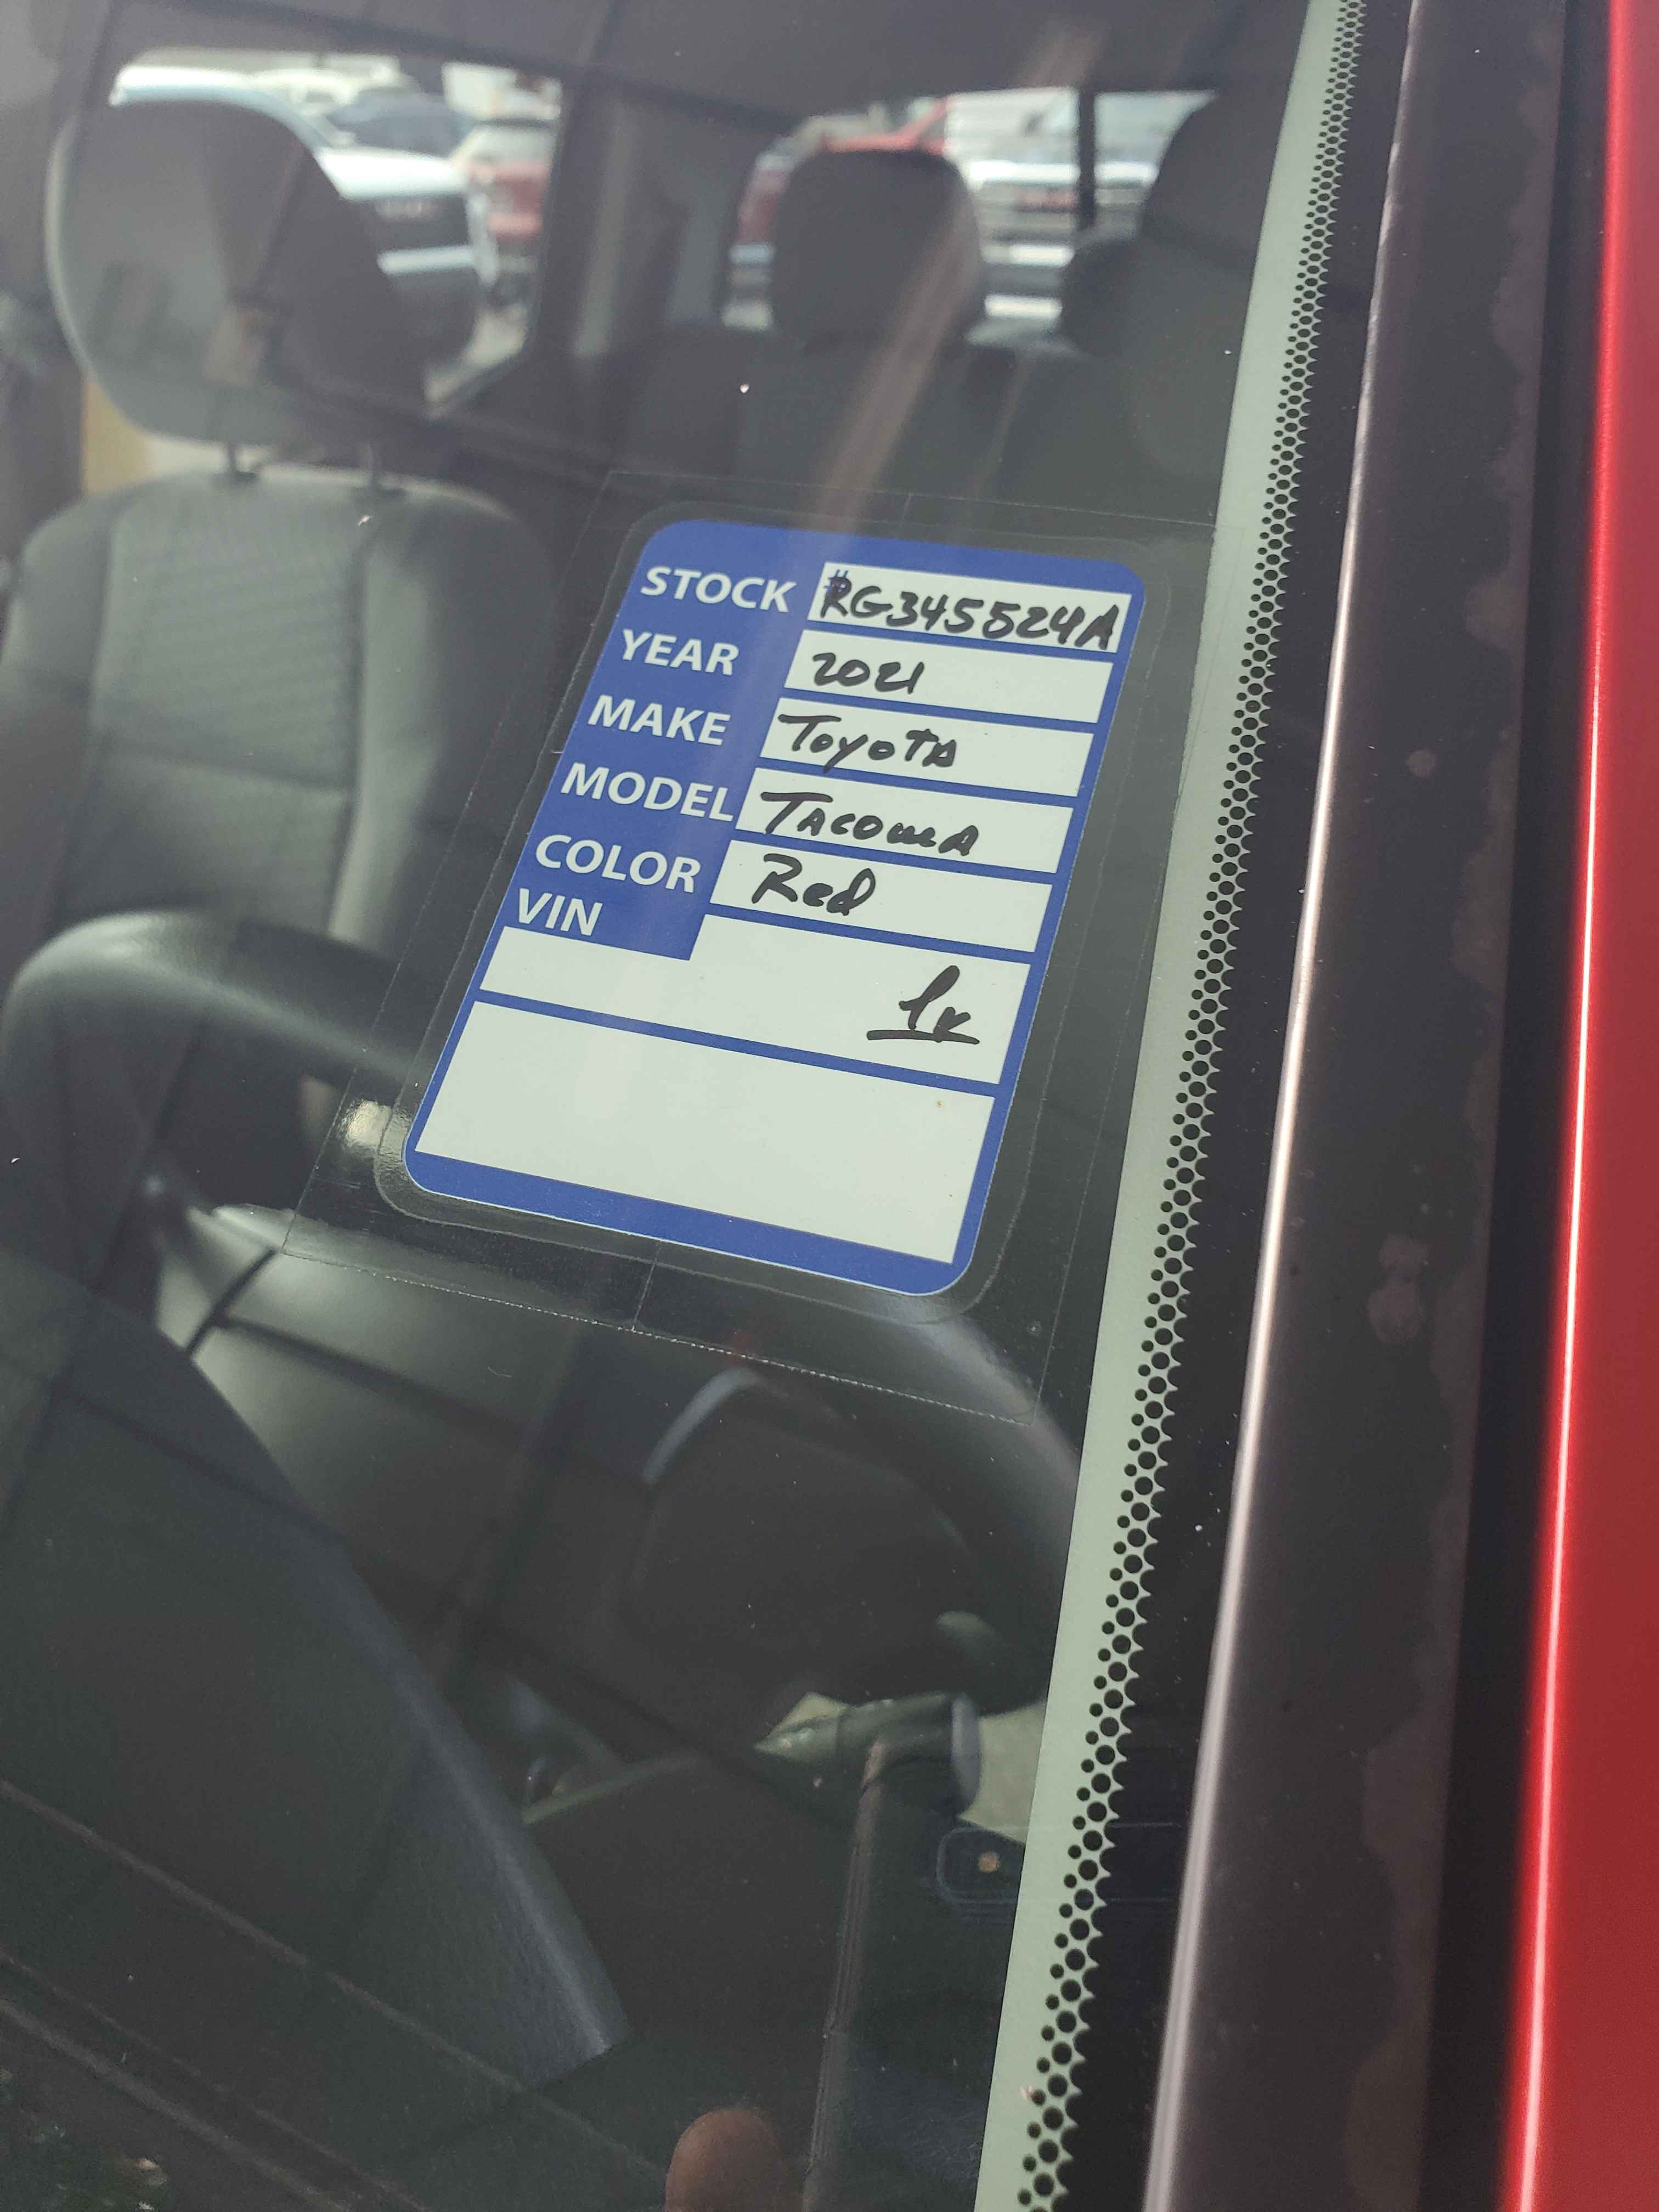 STOCK #RG345524A
YEAR 2021
MAKE Toyota
MODEL Tacoma
COLOR Red
VIN
1k